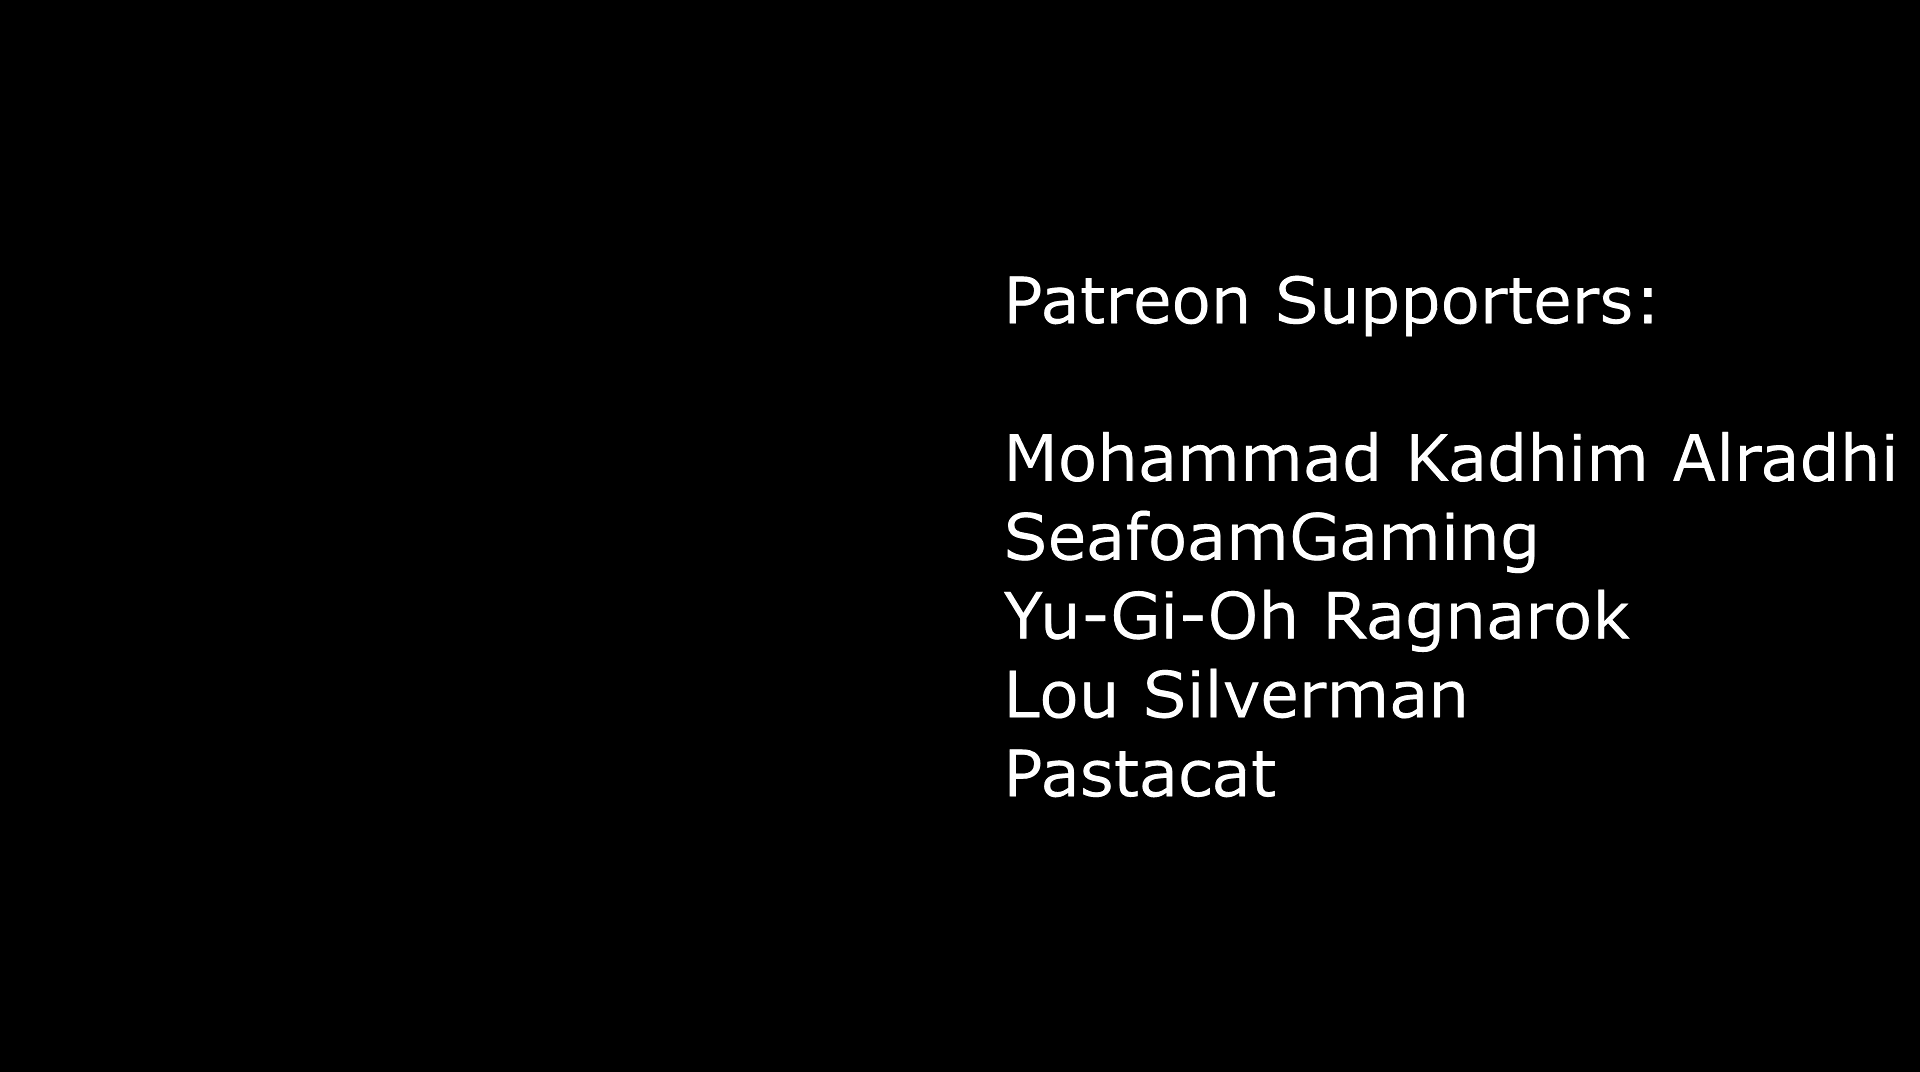 Patreon Supporters:
Mohammad Kadhim Alradhi
SeafoamGaming
Yu-Gi-Oh Ragnarok
Lou Silverman
Pastacat